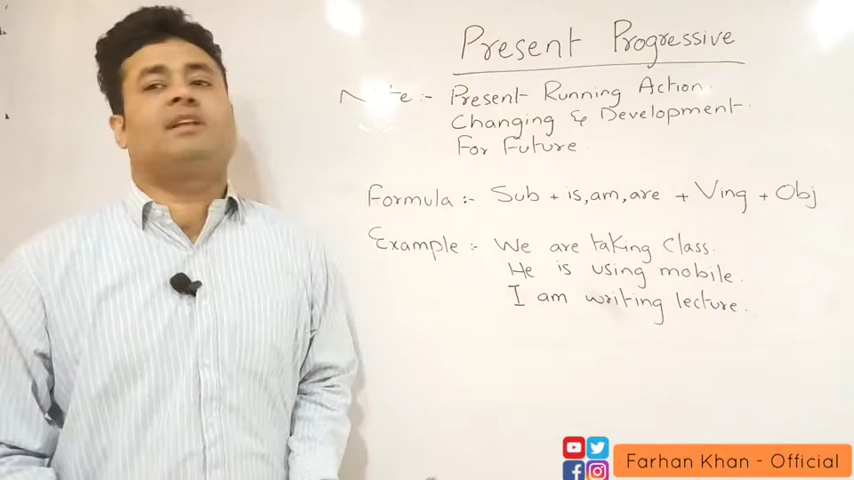 Present Progressive
Note :- Present Running Action.
Changing & Development.
For Future.
Formula :- Sub + is,am,are + Ving + Obj
Example :- We are taking Class.
He is using mobile.
I am writing lecture.
Farhan Khan - Official